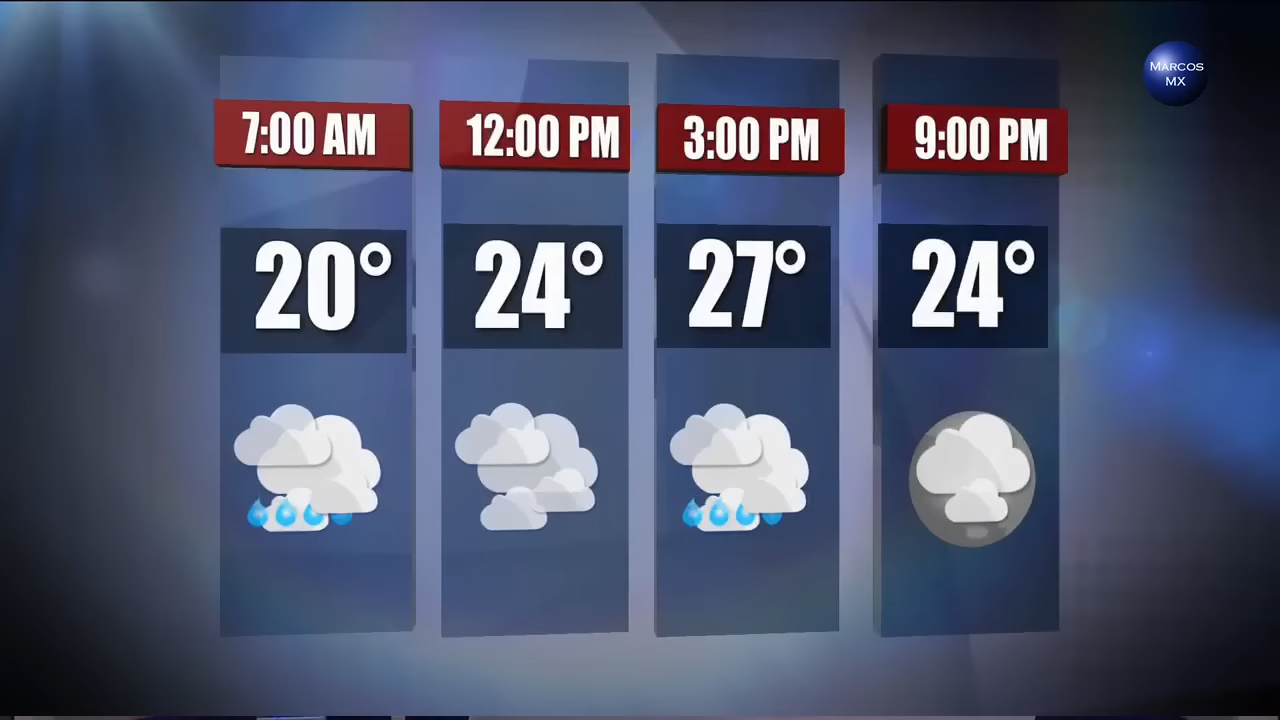 7:00 AM
12:00 PM
3:00 PM
9:00 PM
20°
24°
27°
24°
MARCOS
MX